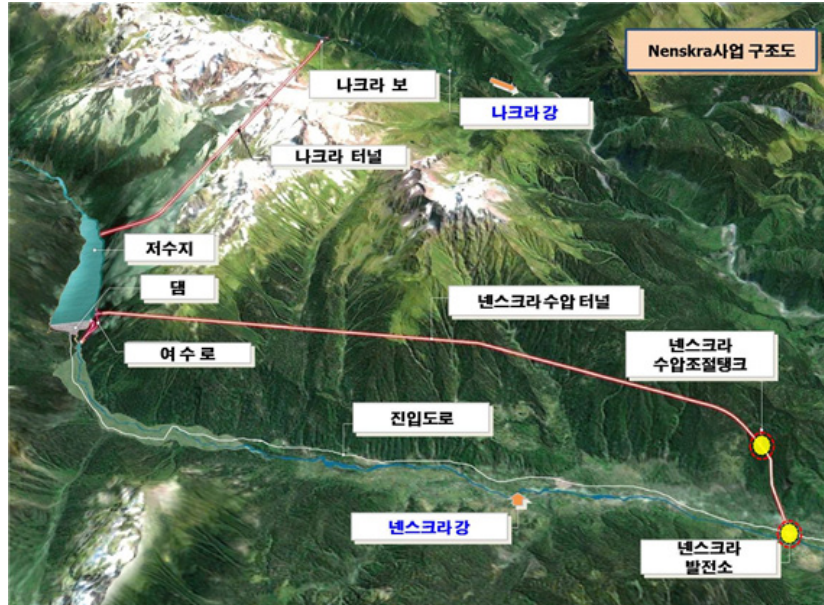 Nenskra사업 구조도
나크라 보
나크라 강
나크라 터널
저수지
댐
넨스크라 수압 터널
여 수 로
넨스크라
수압조절탱크
진입도로
넨스크라 강
넨스크라
발전소